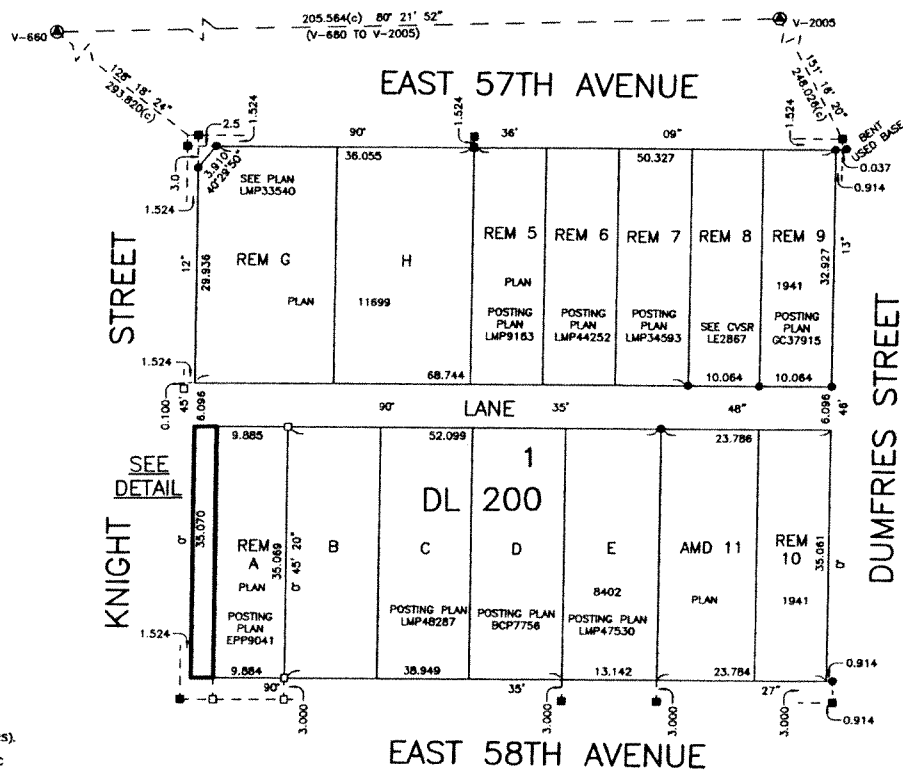 205.564(c) 80° 21' 52"
(V-680 TO V-2005)
V-660
V-2005
128° 18' 24"
293.820(c)
151° 18' 20"
248.028(c)
EAST 57TH AVENUE
1.524
2.5
90°
1.524
36'
09"
1.524
BENT
USED BASE
0.037
0.914
3.0
3.910
40°29'50"
36.055
50.327
1.524
SEE PLAN
LMP33540
STREET
12"
29.936
REM G
H
REM 5
REM 6
REM 7
REM 8
REM 9
32.927
13"
PLAN
11699
PLAN
1941
POSTING
PLAN
LMP9163
POSTING
PLAN
LMP44252
POSTING
PLAN
LMP34593
SEE CVSR
LE2867
POSTING
PLAN
GC37915
1.524
68.744
10.064
10.064
0.100
45'
6.096
90°
LANE
35'
48"
6.096
46'
DUMFRIES STREET
9.885
52.099
23.786
SEE
DETAIL
1
DL 200
KNIGHT
0°
35.070
REM
A
35.069
0° 45' 20"
B
C
D
E
AMD 11
REM
10
35.061
0°
PLAN
8402
PLAN
1941
POSTING
PLAN
EPP9041
POSTING PLAN
LMP48287
POSTING PLAN
BCP7756
POSTING PLAN
LMP47530
1.524
9.884
38.949
13.142
23.784
0.914
90°
35'
27"
3.000
3.000
3.000
0.914
EAST 58TH AVENUE
s).
c